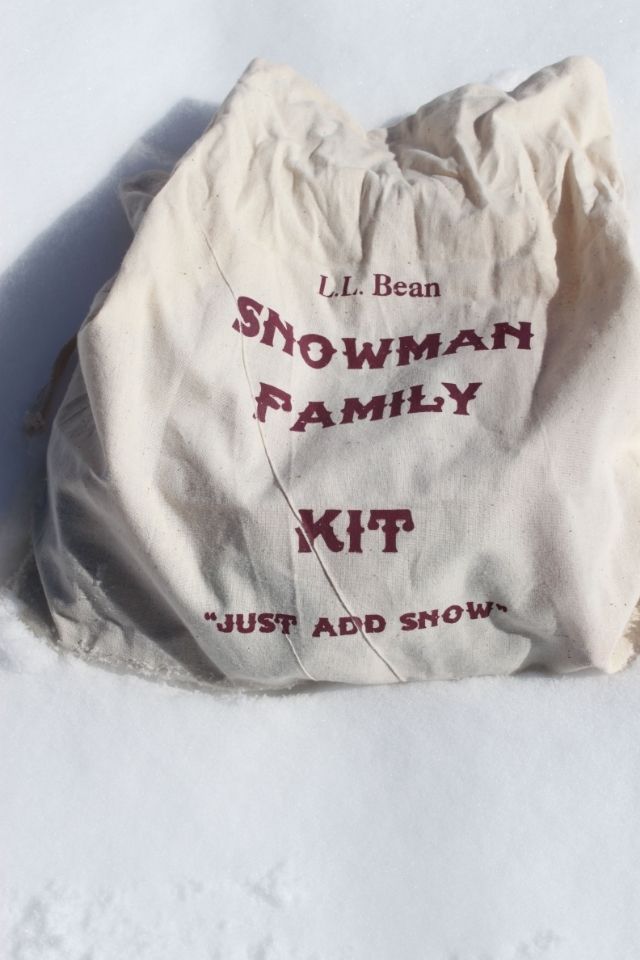 L.L. Bean
SNOWMAN
FAMILY
KIT
"JUST ADD SNOW"